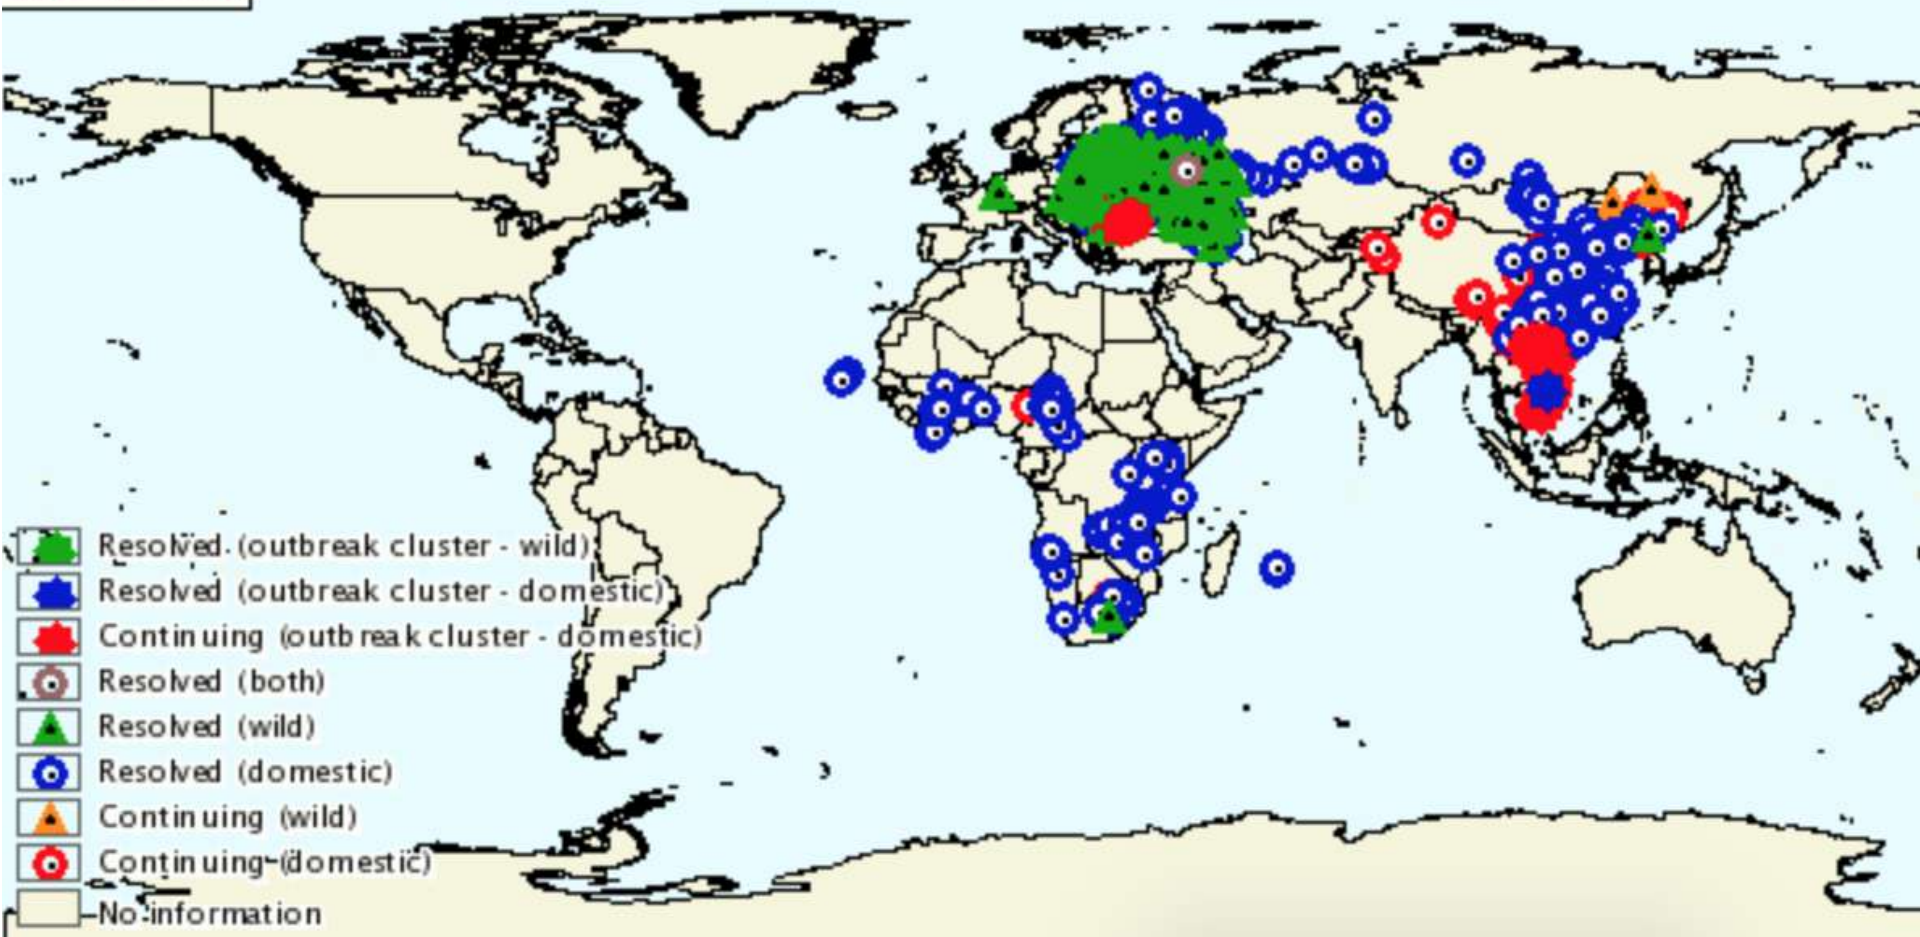 Resolved (outbreak cluster - wild)
Resolved (outbreak cluster - domestic)
Continuing (outbreak cluster - domestic)
Resolved (both)
Resolved (wild)
Resolved (domestic)
Continuing (wild)
Continuing (domestic)
No information